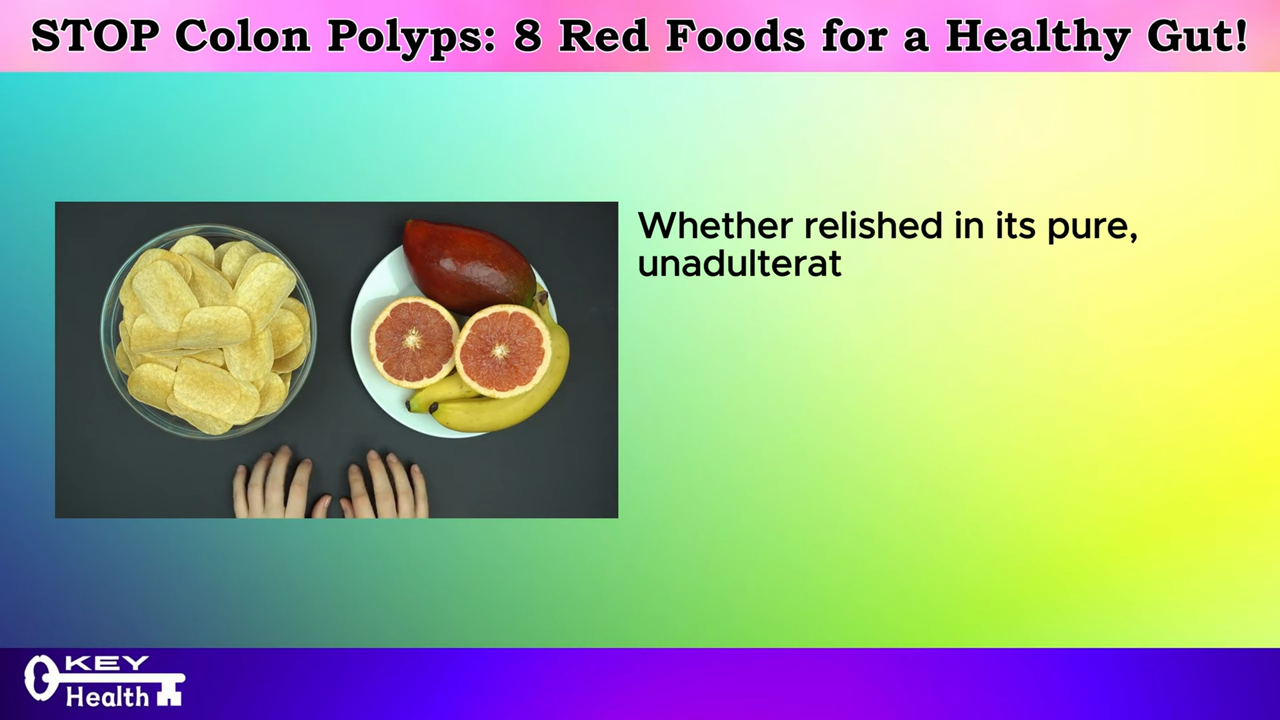 STOP Colon Polyps: 8 Red Foods for a Healthy Gut!
Whether relished in its pure,
unadulterat
KEY
Health